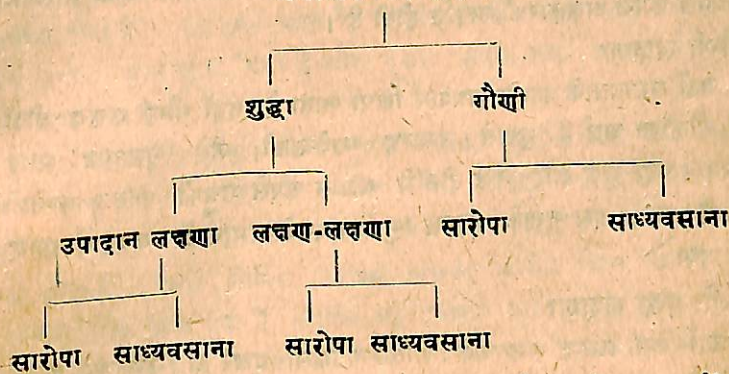 शुद्धा गौणी
उपादान लक्षणा लक्षण-लक्षणा सारोपा साध्यवसाना
सारोपा साध्यवसाना सारोपा साध्यवसाना